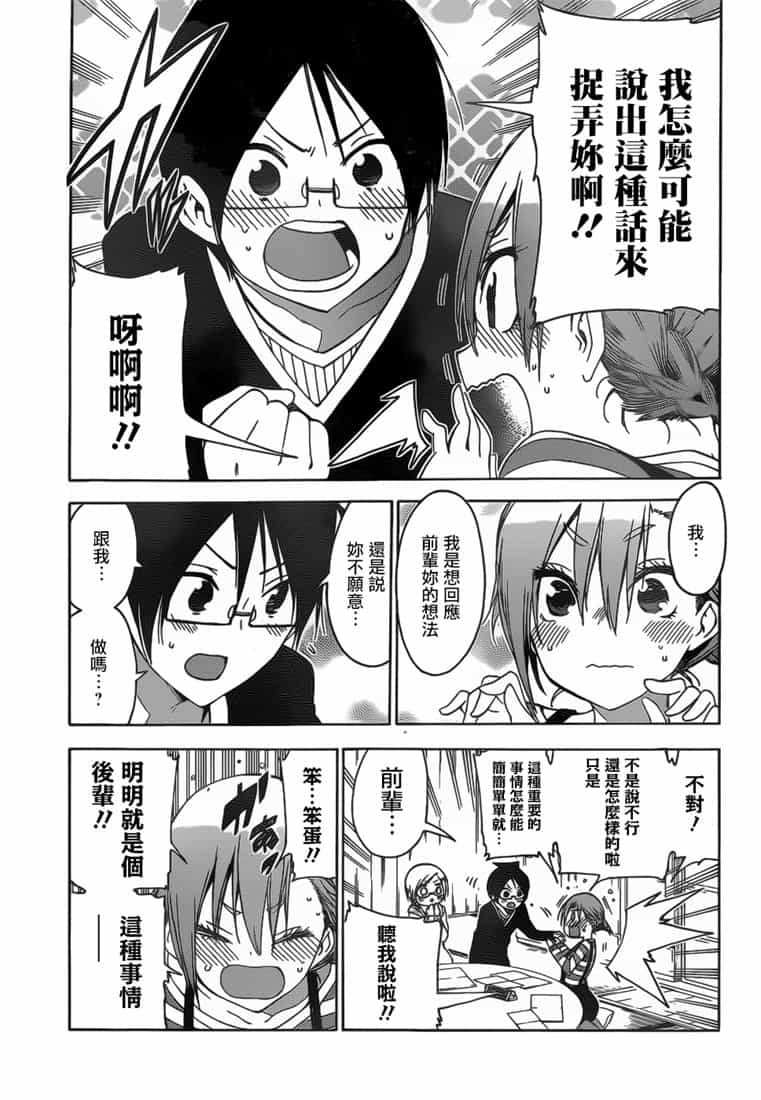 我怎麼可能
說出這種話來
捉弄妳啊!!
呀啊啊!!
我…
我是想回應
前輩妳的想法
還是說
妳不願意…
跟我…
做嗎…?
不對!
不是說不行
還是怎麼樣的啦
只是
這種重要的
事情怎麼能
簡簡單單就…
前輩…
聽我說啦!!
笨…笨蛋!!
明明就是個
後輩!!
這種事情
——